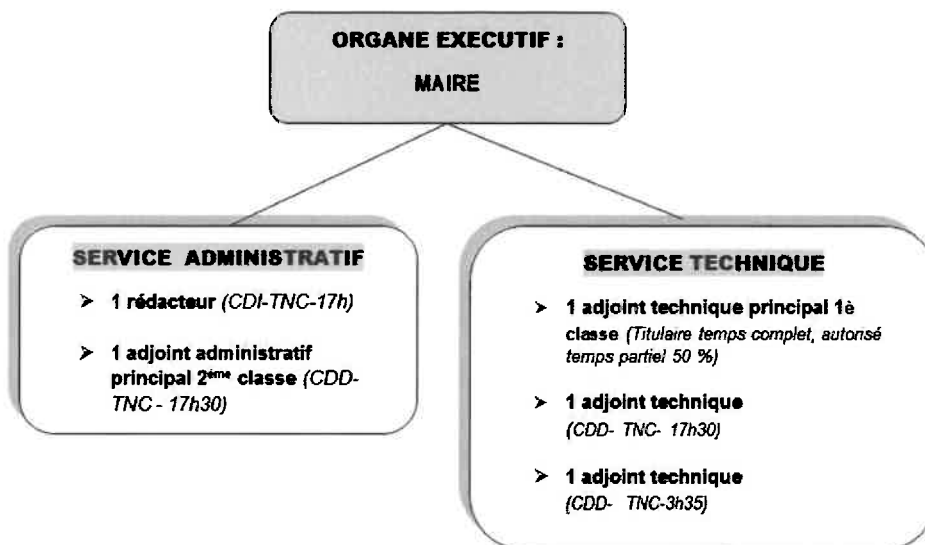 ORGANE EXECUTIF :
MAIRE
SERVICE ADMINISTRATIF
➤ 1 rédacteur (CDI-TNC-17h)
➤ 1 adjoint administratif
principal 2ème classe (CDD-
TNC - 17h30)
SERVICE TECHNIQUE
➤ 1 adjoint technique principal 1è
classe (Titulaire temps complet, autorisé
temps partiel 50 %)
➤ 1 adjoint technique
(CDD- TNC- 17h30)
➤ 1 adjoint technique
(CDD- TNC-3h35)